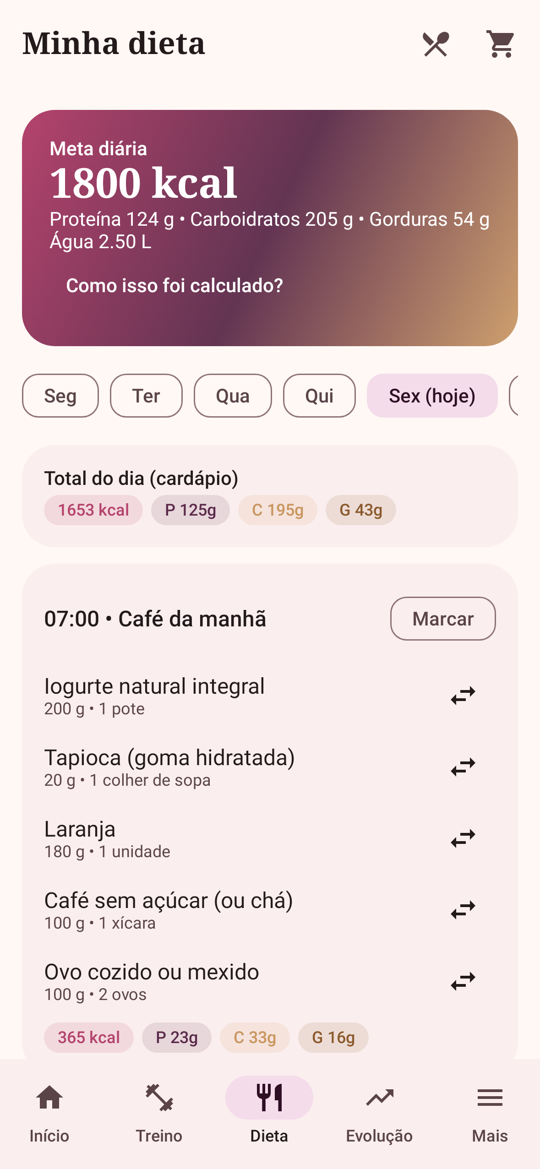 Minha dieta
Meta diária
1800 kcal
Proteína 124 g • Carboidratos 205 g • Gorduras 54 g
Água 2.50 L
Como isso foi calculado?
Seg
Ter
Qua
Qui
Sex (hoje)
Total do dia (cardápio)
1653 kcal
P 125g
C 195g
G 43g
07:00 • Café da manhã
Marcar
Iogurte natural integral
200 g • 1 pote
Tapioca (goma hidratada)
20 g • 1 colher de sopa
Laranja
180 g • 1 unidade
Café sem açúcar (ou chá)
100 g • 1 xícara
Ovo cozido ou mexido
100 g • 2 ovos
365 kcal
P 23g
C 33g
G 16g
Início
Treino
Dieta
Evolução
Mais